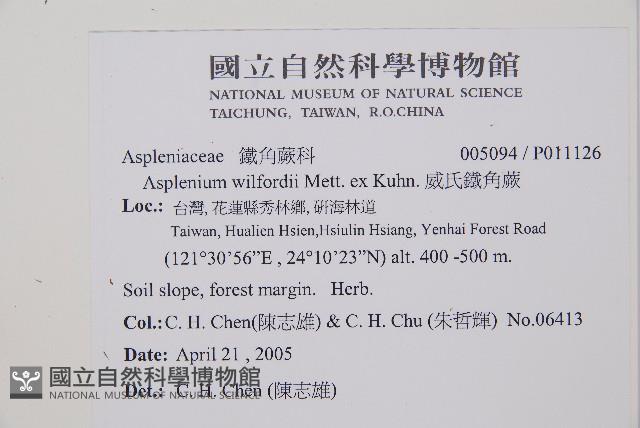 國立自然科學博物館
NATIONAL MUSEUM OF NATURAL SCIENCE
TAICHUNG, TAIWAN, R.O.CHINA
Aspleniaceae 鐵角蕨科 005094 / P011126
Asplenium wilfordii Mett. ex Kuhn. 威氏鐵角蕨
Loc.: 台灣, 花蓮縣秀林鄉, 研海林道
Taiwan, Hualien Hsien,Hsiulin Hsiang, Yenhai Forest Road
(121°30’56”E , 24°10’23”N) alt. 400 -500 m.
Soil slope, forest margin. Herb.
Col.: C. H. Chen(陳志雄) & C. H. Chu (朱哲輝) No.06413
Date: April 21 , 2005
Det.: C. H. Chen (陳志雄)
國立自然科學博物館
NATIONAL MUSEUM OF NATURAL SCIENCE